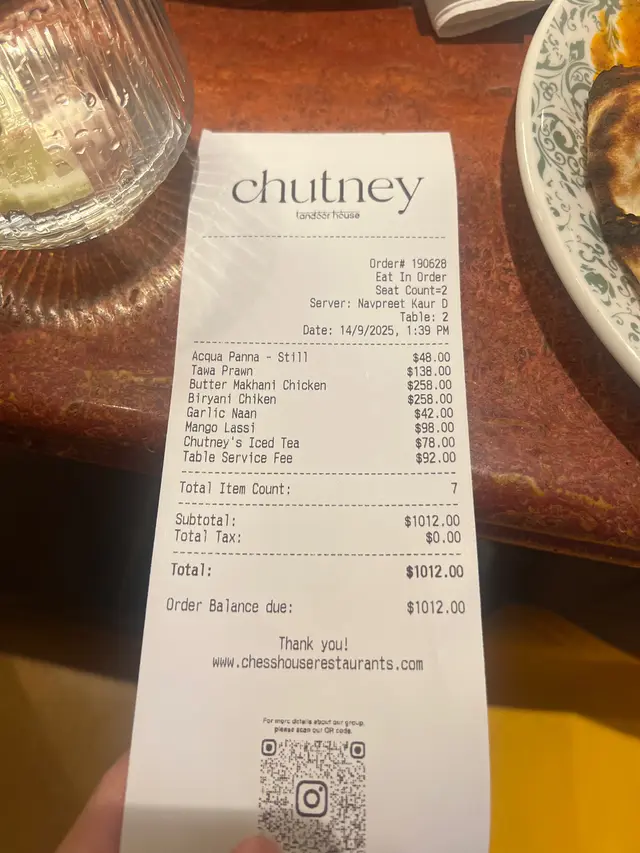 chutney
tandoor house
Order# 190628
Eat In Order
Seat Count=2
Server: Navpreet Kaur D
Table: 2
Date: 14/9/2025, 1:39 PM
Acqua Panna - Still $48.00
Tawa Prawn $138.00
Butter Makhani Chicken $258.00
Biryani Chiken $258.00
Garlic Naan $42.00
Mango Lassi $98.00
Chutney's Iced Tea $78.00
Table Service Fee $92.00
Total Item Count: 7
Subtotal: $1012.00
Total Tax: $0.00
Total: $1012.00
Order Balance due: $1012.00
Thank you!
www.chesshouserestaurants.com
For more details about our group,
please scan our QR code.